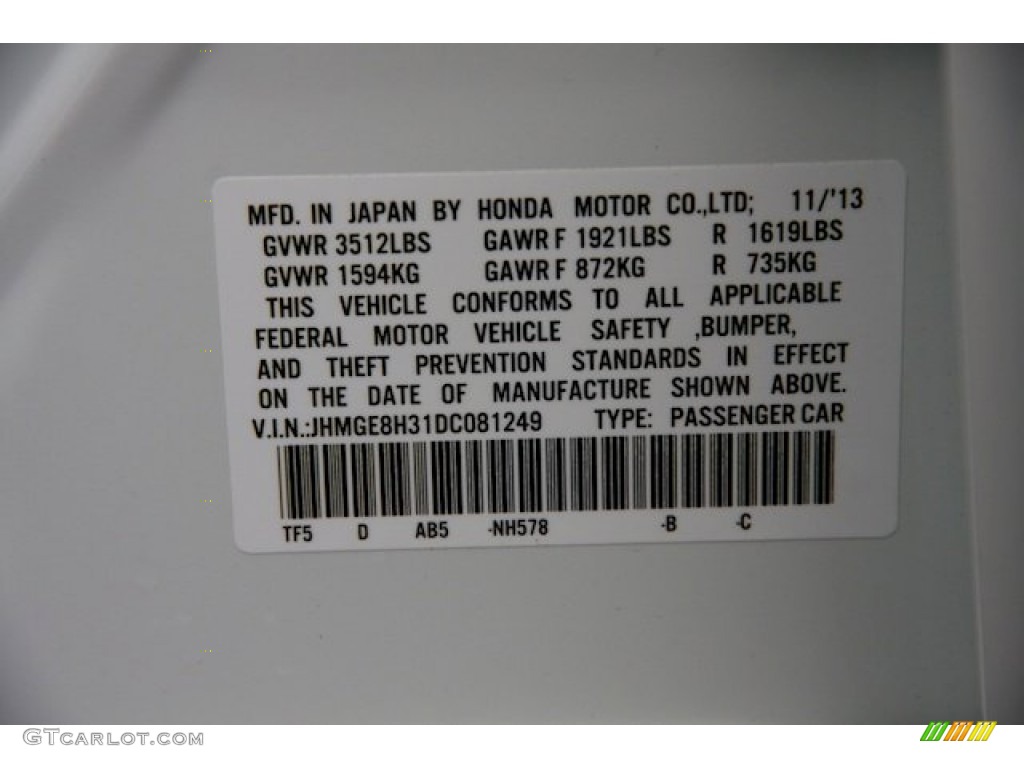 MFD. IN JAPAN BY HONDA MOTOR CO.,LTD; 11/'13
GVWR 3512LBS GAWR F 1921LBS R 1619LBS
GVWR 1594KG GAWR F 872KG R 735KG
THIS VEHICLE CONFORMS TO ALL APPLICABLE
FEDERAL MOTOR VEHICLE SAFETY ,BUMPER,
AND THEFT PREVENTION STANDARDS IN EFFECT
ON THE DATE OF MANUFACTURE SHOWN ABOVE.
V.I.N.:JHMGE8H31DC081249 TYPE: PASSENGER CAR
TF5 D AB5 -NH578 -B -C
GTCARLOT.COM